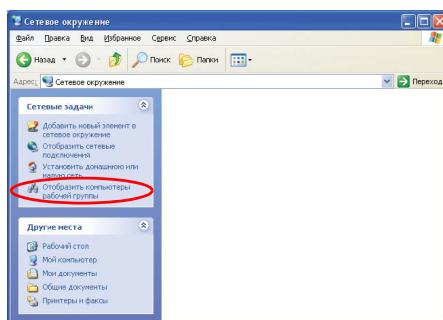 Сетевое окружение
Файл Правка Вид Избранное Сервис Справка
Назад Поиск Папки
Адрес: Сетевое окружение Переход
Сетевые задачи
Добавить новый элемент в
сетевое окружение
Отобразить сетевые
подключения
Установить домашнюю или
малую сеть
Отобразить компьютеры
рабочей группы
Другие места
Рабочий стол
Мой компьютер
Мои документы
Общие документы
Принтеры и факсы